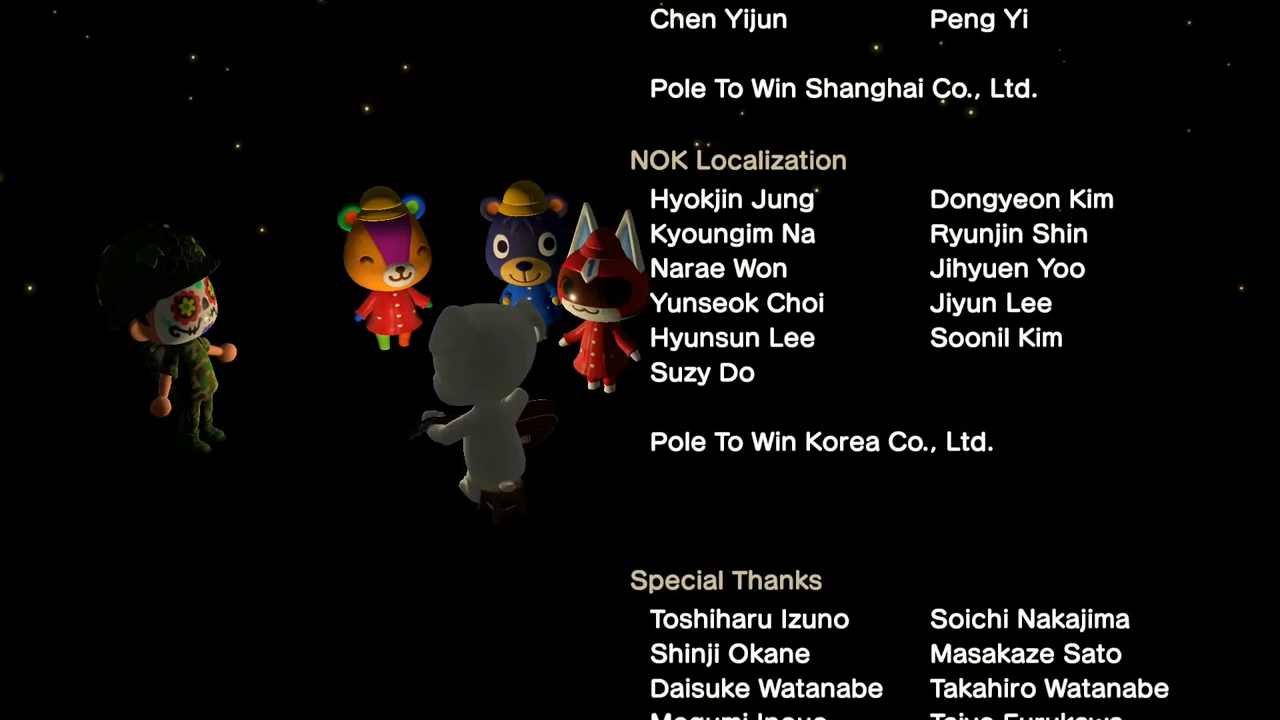 Chen Yijun Peng Yi
Pole To Win Shanghai Co., Ltd.
NOK Localization
Hyokjin Jung Dongyeon Kim
Kyoungim Na Ryunjin Shin
Narae Won Jihyuen Yoo
Yunseok Choi Jiyun Lee
Hyunsun Lee Soonil Kim
Suzy Do
Pole To Win Korea Co., Ltd.
Special Thanks
Toshiharu Izuno Soichi Nakajima
Shinji Okane Masakaze Sato
Daisuke Watanabe Takahiro Watanabe